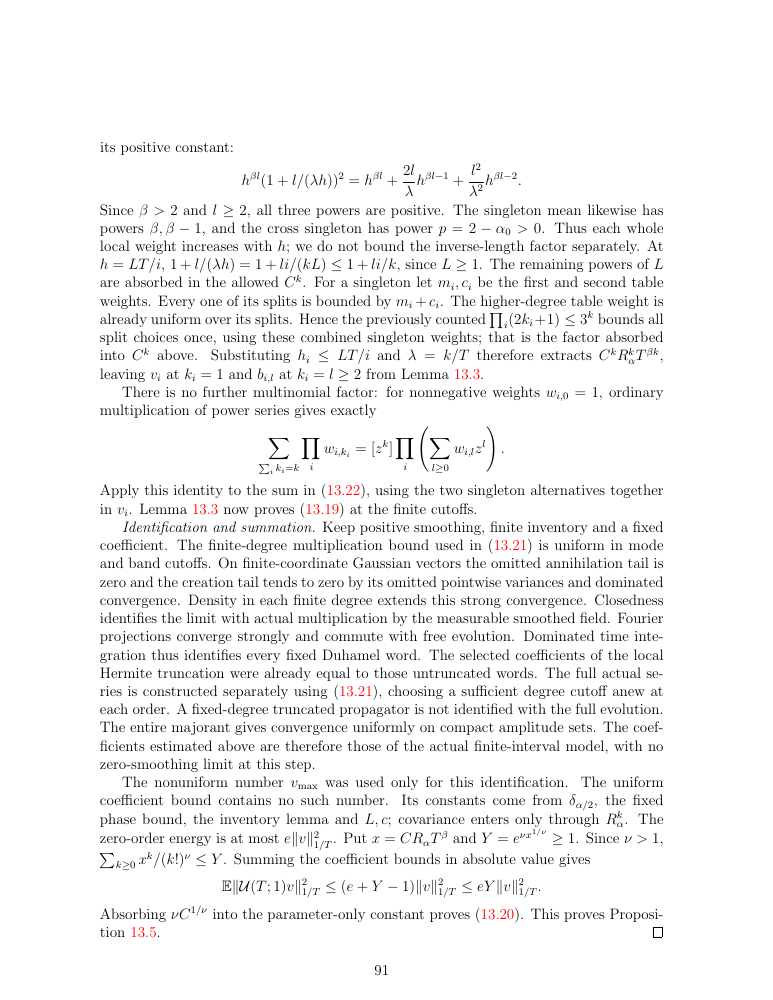 its positive constant:
h^{βl}(1 + l/(λh))^2 = h^{βl} + \frac{2l}{λ}h^{βl−1} + \frac{l^2}{λ^2}h^{βl−2}.
Since β > 2 and l ≥ 2, all three powers are positive. The singleton mean likewise has
powers β, β − 1, and the cross singleton has power p = 2 − α_0 > 0. Thus each whole
local weight increases with h; we do not bound the inverse-length factor separately. At
h = LT/i, 1 + l/(λh) = 1 + li/(kL) ≤ 1 + li/k, since L ≥ 1. The remaining powers of L
are absorbed in the allowed C^k. For a singleton let m_i, c_i be the first and second table
weights. Every one of its splits is bounded by m_i + c_i. The higher-degree table weight is
already uniform over its splits. Hence the previously counted ∏_i(2k_i+1) ≤ 3^k bounds all
split choices once, using these combined singleton weights; that is the factor absorbed
into C^k above. Substituting h_i ≤ LT/i and λ = k/T therefore extracts C^k R_α^k T^{βk},
leaving v_i at k_i = 1 and b_{i,l} at k_i = l ≥ 2 from Lemma 13.3.
There is no further multinomial factor: for nonnegative weights w_{i,0} = 1, ordinary
multiplication of power series gives exactly
∑_{∑_i k_i=k} ∏_i w_{i,k_i} = [z^k] ∏_i (∑_{l≥0} w_{i,l} z^l).
Apply this identity to the sum in (13.22), using the two singleton alternatives together
in v_i. Lemma 13.3 now proves (13.19) at the finite cutoffs.
Identification and summation. Keep positive smoothing, finite inventory and a fixed
coefficient. The finite-degree multiplication bound used in (13.21) is uniform in mode
and band cutoffs. On finite-coordinate Gaussian vectors the omitted annihilation tail is
zero and the creation tail tends to zero by its omitted pointwise variances and dominated
convergence. Density in each finite degree extends this strong convergence. Closedness
identifies the limit with actual multiplication by the measurable smoothed field. Fourier
projections converge strongly and commute with free evolution. Dominated time inte-
gration thus identifies every fixed Duhamel word. The selected coefficients of the local
Hermite truncation were already equal to those untruncated words. The full actual se-
ries is constructed separately using (13.21), choosing a sufficient degree cutoff anew at
each order. A fixed-degree truncated propagator is not identified with the full evolution.
The entire majorant gives convergence uniformly on compact amplitude sets. The coef-
ficients estimated above are therefore those of the actual finite-interval model, with no
zero-smoothing limit at this step.
The nonuniform number v_{max} was used only for this identification. The uniform
coefficient bound contains no such number. Its constants come from δ_{α/2}, the fixed
phase bound, the inventory lemma and L, c; covariance enters only through R_α^k. The
zero-order energy is at most e∥v∥_{1/T}^2. Put x = CR_αT^β and Y = e^{νx^{1/ν}} ≥ 1. Since ν > 1,
∑_{k≥0} x^k/(k!)^ν ≤ Y. Summing the coefficient bounds in absolute value gives
𝔼∥𝒰(T; 1)v∥_{1/T}^2 ≤ (e + Y − 1)∥v∥_{1/T}^2 ≤ eY∥v∥_{1/T}^2.
Absorbing νC^{1/ν} into the parameter-only constant proves (13.20). This proves Proposi-
tion 13.5. □
91